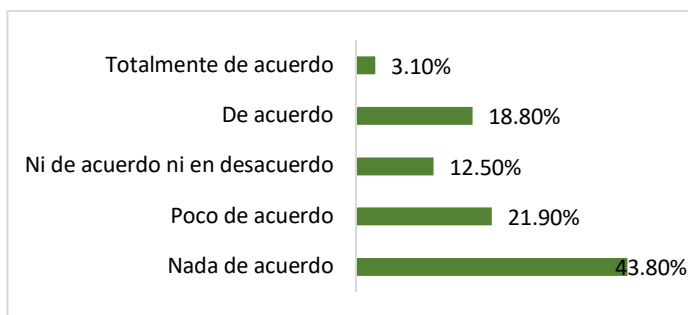 Totalmente de acuerdo 3.10%
De acuerdo 18.80%
Ni de acuerdo ni en desacuerdo 12.50%
Poco de acuerdo 21.90%
Nada de acuerdo 43.80%